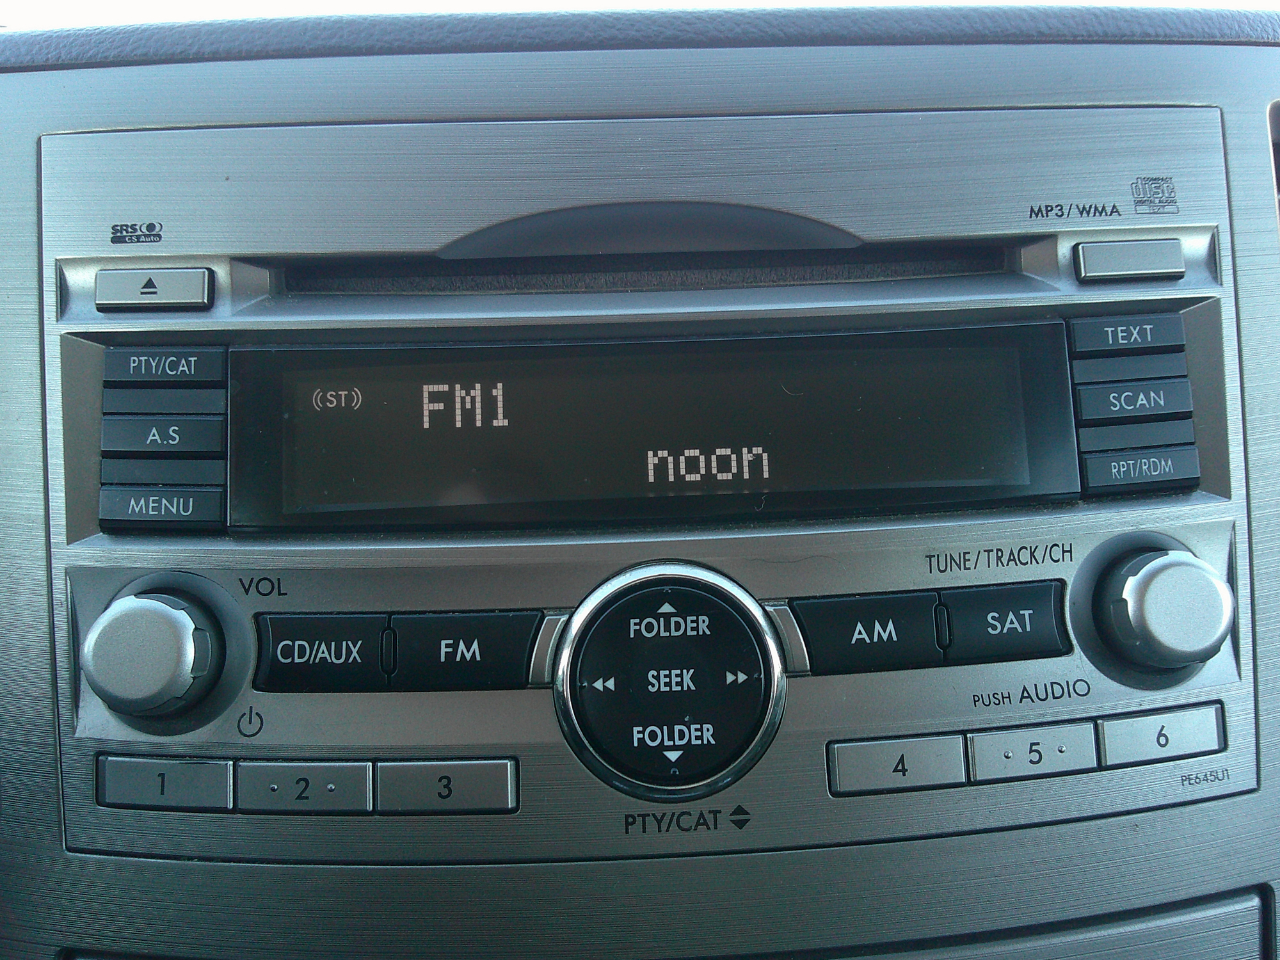 SRS
CS Auto
MP3/WMA
COMPACT
disc
DIGITAL AUDIO
TEXT
PTY/CAT
A.S
MENU
(ST)
FM1
noon
TEXT
SCAN
RPT/RDM
VOL
TUNE/TRACK/CH
CD/AUX
FM
FOLDER
SEEK
FOLDER
AM
SAT
PUSH AUDIO
1
2
3
4
5
6
PTY/CAT
PE645U1